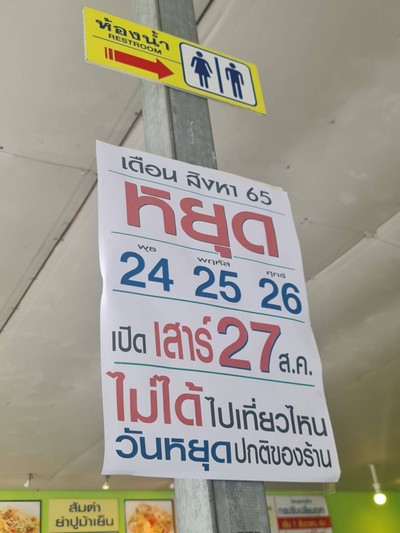 ห้องน้ำ
RESTROOM
เดือน สิงหา 65
หยุด
พุธ พฤหัส ศุกร์
24 25 26
เปิด เสาร์ 27 ส.ค.
ไม่ได้ไปเที่ยวไหน
วันหยุดปกติของร้าน
ส้มตำ
ยำปูม้าเย็น